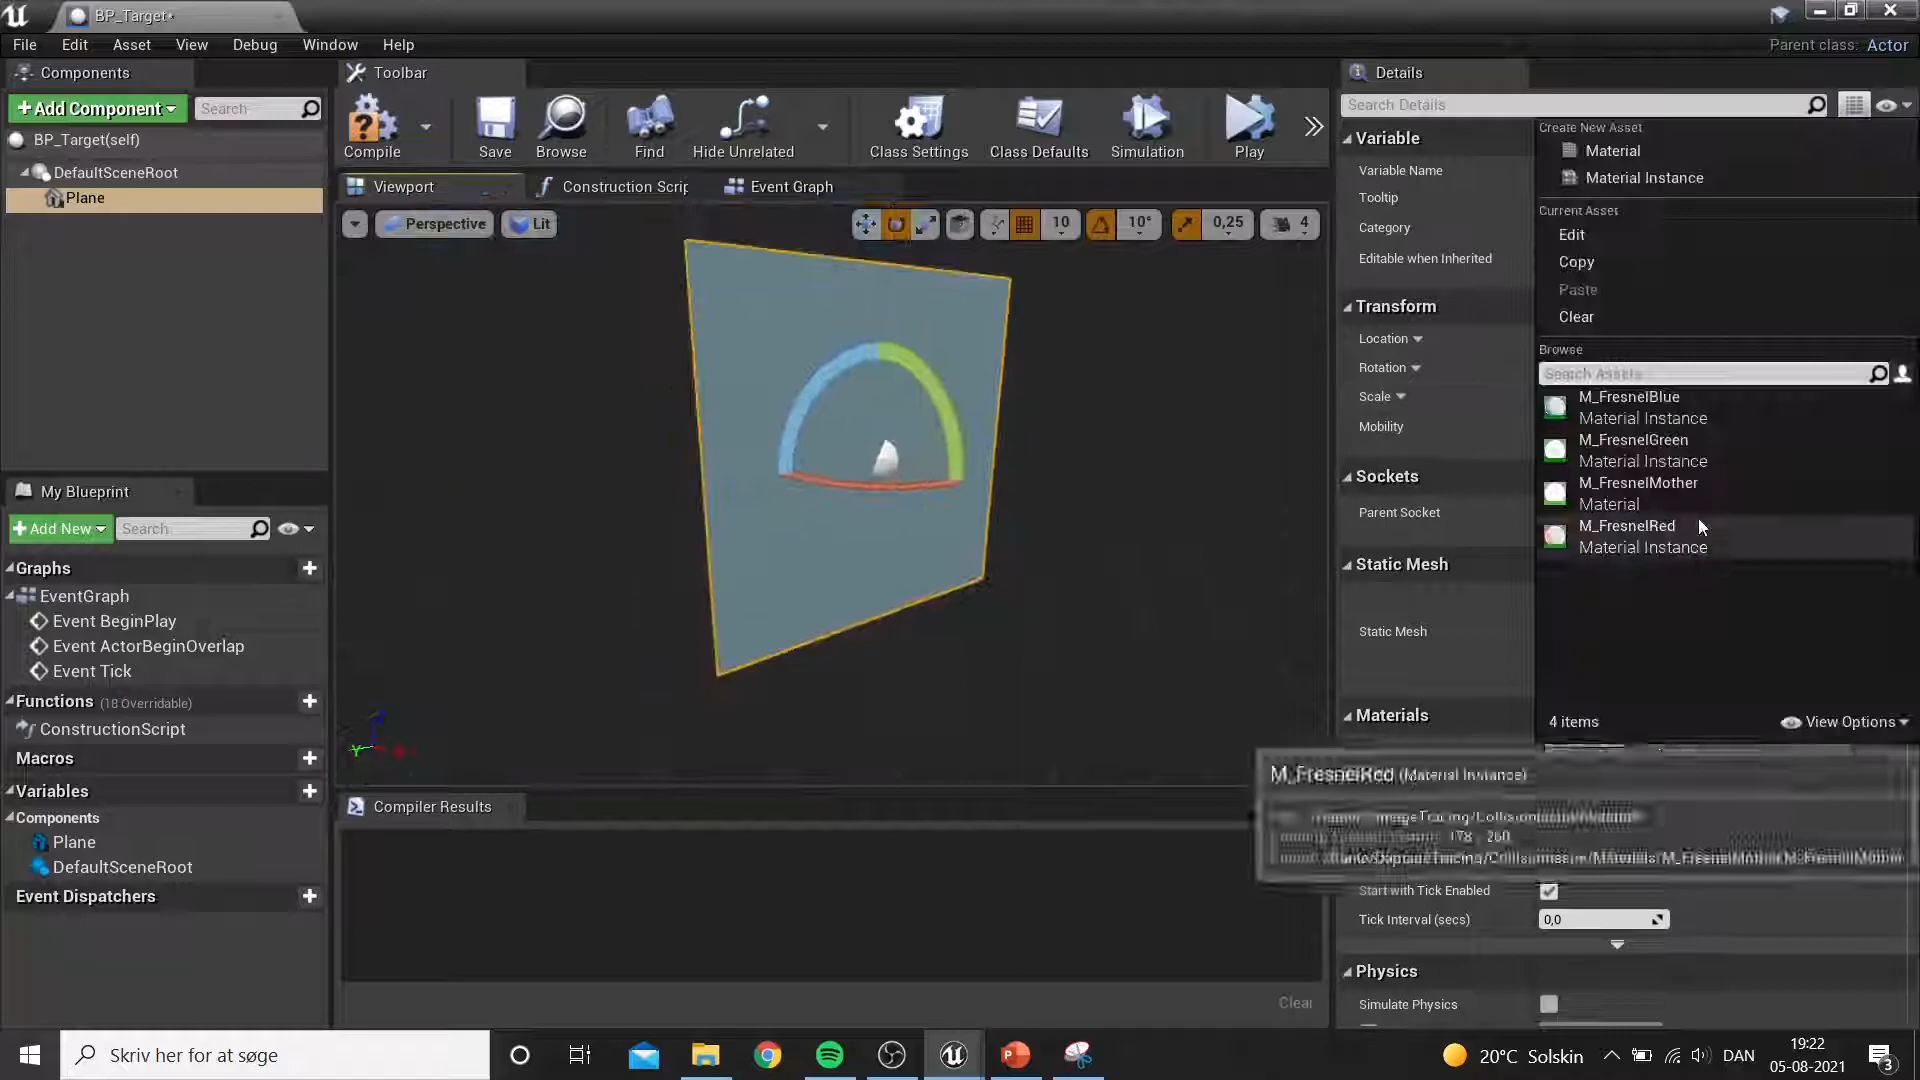 BP_Target*
File Edit Asset View Debug Window Help
Parent class: Actor
Components
Toolbar
Details
+Add Component
Search
Search Details
BP_Target(self)
DefaultSceneRoot
Plane
Compile
Save
Browse
Find
Hide Unrelated
Class Settings
Class Defaults
Simulation
Play
Viewport
Construction Scrip
Event Graph
Perspective
Lit
10
10°
0,25
4
Variable
Variable Name
Tooltip
Category
Editable when Inherited
Transform
Location
Rotation
Scale
Mobility
Sockets
Parent Socket
Static Mesh
Static Mesh
Materials
Create New Asset
Material
Material Instance
Current Asset
Edit
Copy
Paste
Clear
Browse
Search Assets
M_FresnelBlue
Material Instance
M_FresnelGreen
Material Instance
M_FresnelMother
Material
M_FresnelRed
Material Instance
4 items
View Options
M_FresnelRed (Material Instance)
Start with Tick Enabled
Tick Interval (secs)
0,0
Physics
Simulate Physics
My Blueprint
+Add New
Search
Graphs
EventGraph
Event BeginPlay
Event ActorBeginOverlap
Event Tick
Functions (18 Overridable)
ConstructionScript
Macros
Variables
Components
Plane
DefaultSceneRoot
Event Dispatchers
Compiler Results
Clear
Skriv her for at søge
20°C Solskin
DAN
19:22
05-08-2021
3